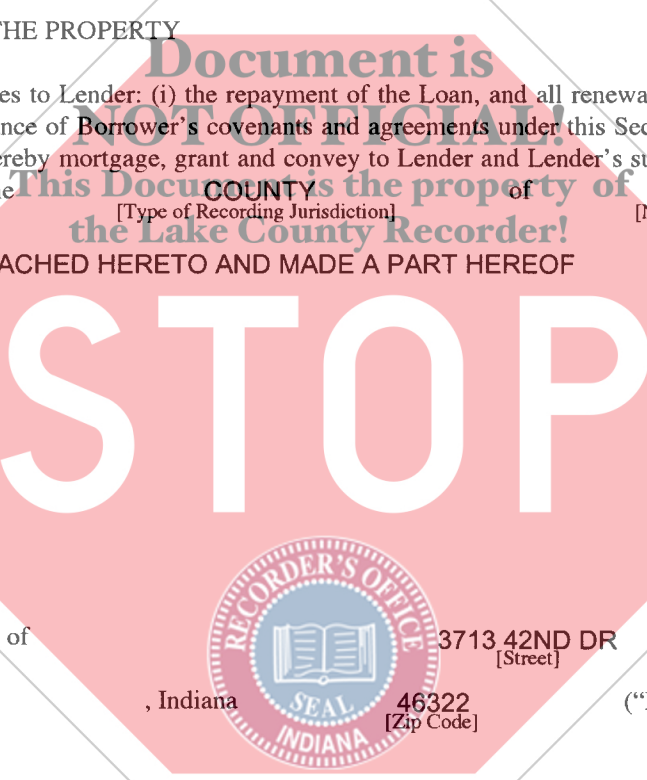 THE PROPERTY
Document is
es to Lender: (i) the repayment of the Loan, and all renewa
NOT OFFICIAL!
nce of Borrower's covenants and agreements under this Sec
ereby mortgage, grant and convey to Lender and Lender's su
e COUNTY of
This Document is the property of
[Type of Recording Jurisdiction] [N
the Lake County Recorder!
ACHED HERETO AND MADE A PART HEREOF
STOP
RECORDER'S OFFICE
of 3713 42ND DR
[Street]
, Indiana 46322 ("
SEAL
[Zip Code]
INDIANA